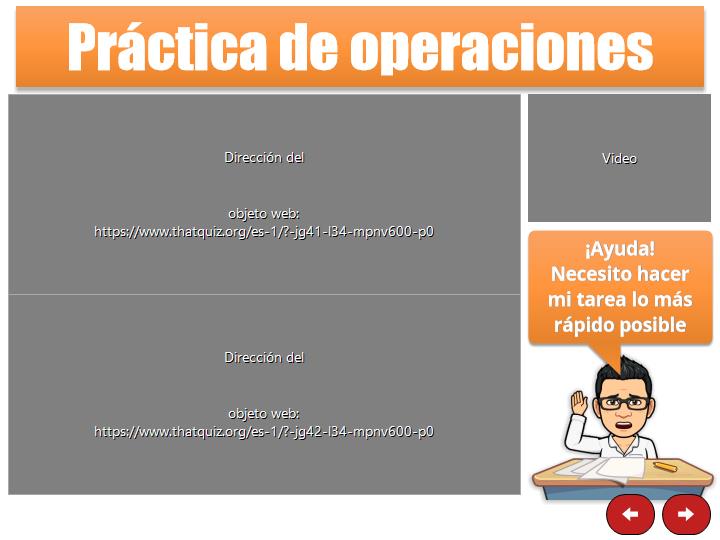 Práctica de operaciones
Dirección del
objeto web:
https://www.thatquiz.org/es-1/?-jg41-l34-mpnv600-p0
Dirección del
objeto web:
https://www.thatquiz.org/es-1/?-jg42-l34-mpnv600-p0
Video
¡Ayuda!
Necesito hacer
mi tarea lo más
rápido posible